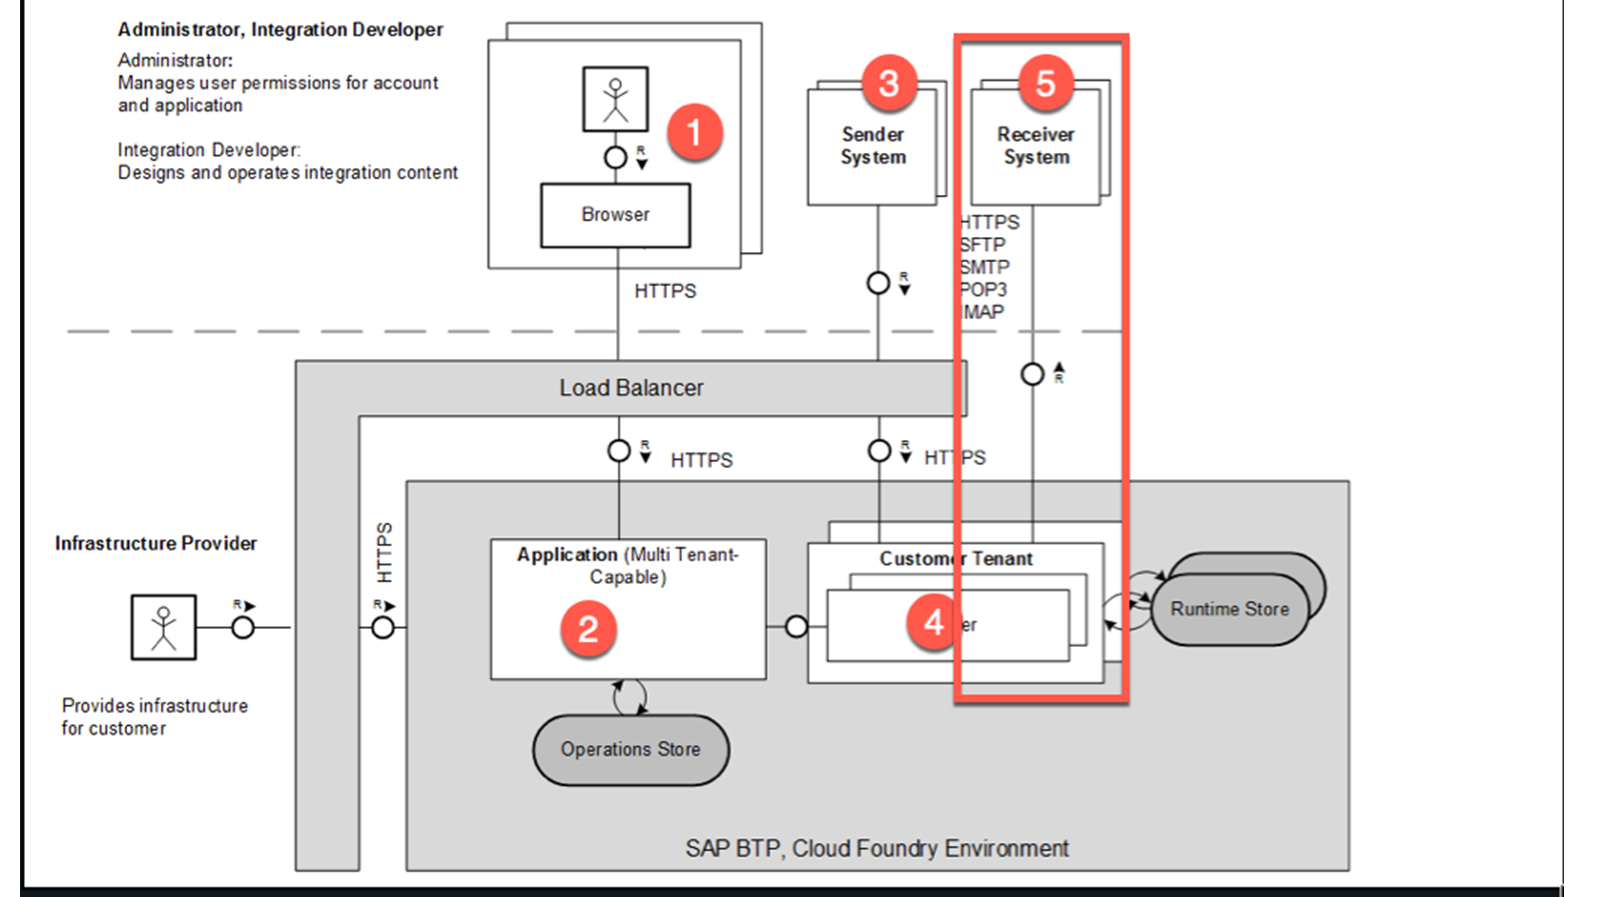 Administrator, Integration Developer
Administrator:
Manages user permissions for account
and application
Integration Developer:
Designs and operates integration content
1
R
Browser
HTTPS
3
Sender
System
R
5
Receiver
System
HTTPS
SFTP
SMTP
POP3
IMAP
R
Load Balancer
R
HTTPS
R
HTTPS
Infrastructure Provider
R
Provides infrastructure
for customer
HTTPS
R
Application (Multi Tenant-
Capable)
2
Operations Store
Customer Tenant
4
er
Runtime Store
SAP BTP, Cloud Foundry Environment